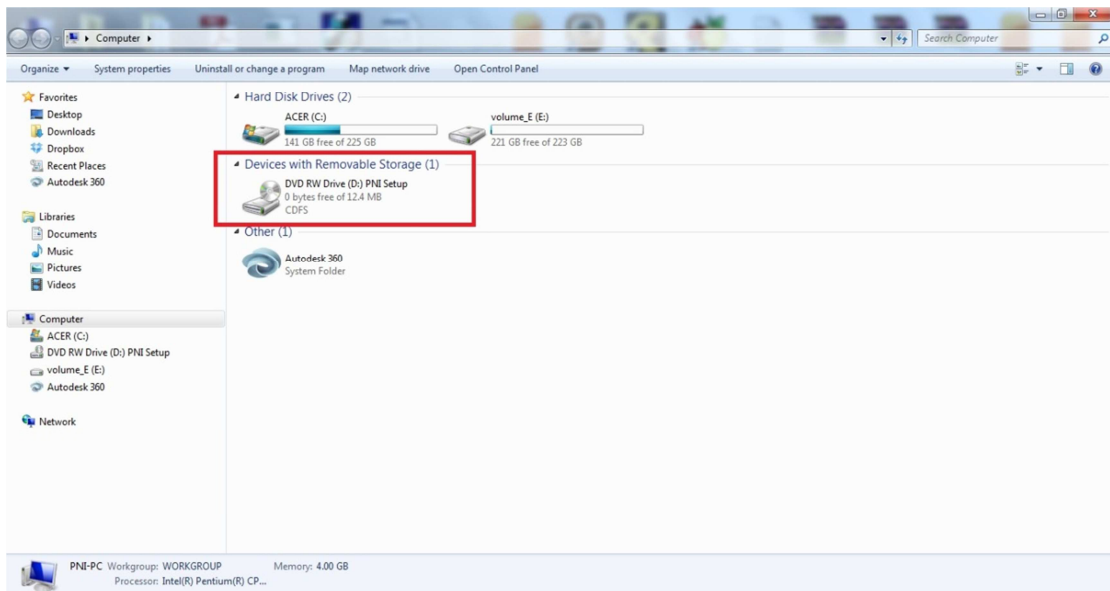 Computer
Search Computer
Organize System properties Uninstall or change a program Map network drive Open Control Panel
Favorites
Desktop
Downloads
Dropbox
Recent Places
Autodesk 360
Libraries
Documents
Music
Pictures
Videos
Computer
ACER (C:)
DVD RW Drive (D:) PNI Setup
volume_E (E:)
Autodesk 360
Network
Hard Disk Drives (2)
ACER (C:)
141 GB free of 225 GB
volume_E (E:)
221 GB free of 223 GB
Devices with Removable Storage (1)
DVD RW Drive (D:) PNI Setup
0 bytes free of 12.4 MB
CDFS
Other (1)
Autodesk 360
System Folder
PNI-PC Workgroup: WORKGROUP Memory: 4.00 GB
Processor: Intel(R) Pentium(R) CP...